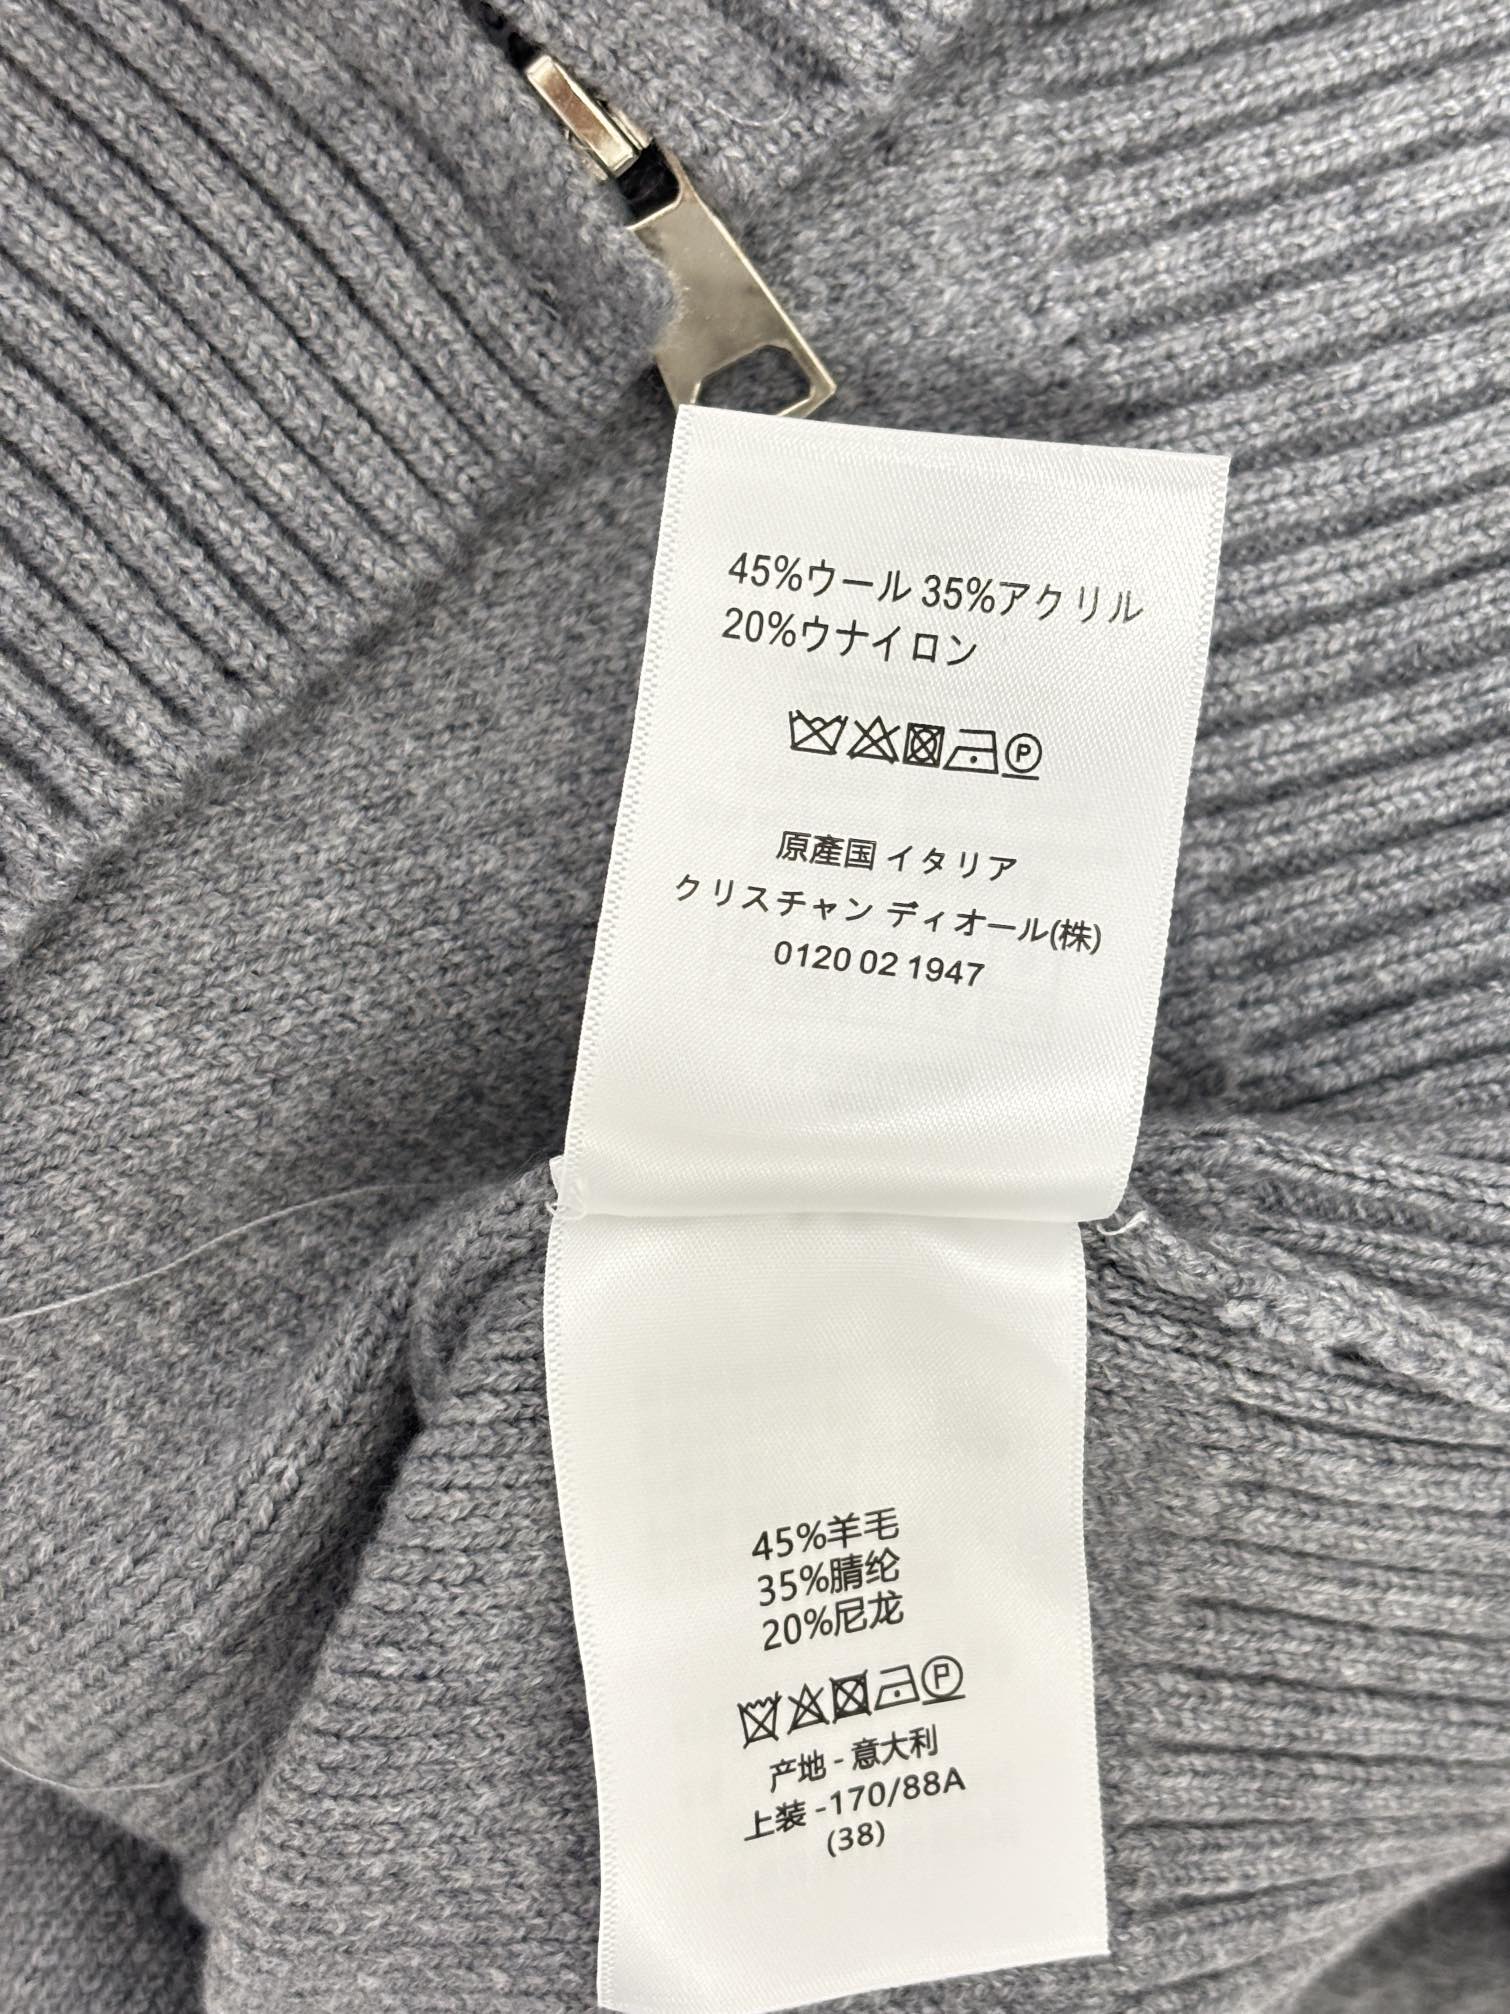 45%ウール 35%アクリル
20%ウナイロン
P
原產国 イタリア
クリスチャン ディオール(株)
0120 02 1947
45%羊毛
35%腈纶
20%尼龙
P
产地 - 意大利
上装 -170/88A
(38)